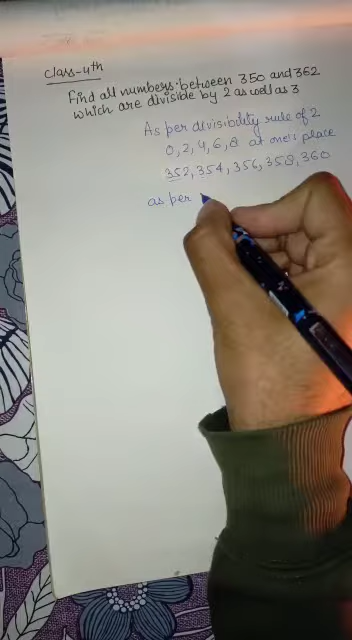 Class-4th
Find all numbers between 350 and 362
which are divisible by 2 as well as 3
As per divisibility rule of 2
0,2,4,6,8 at one's place
352,354,356,358,360
as per